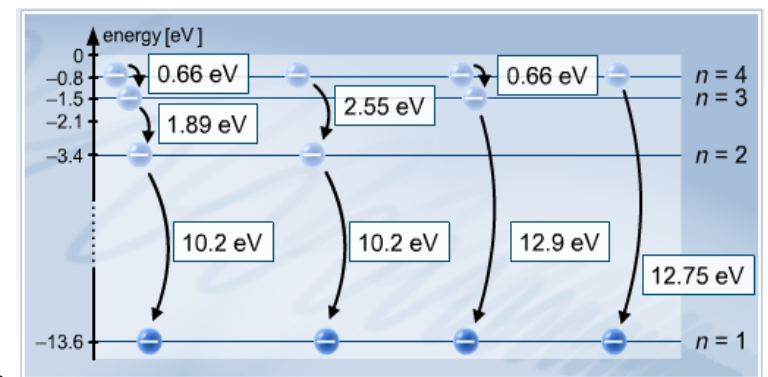 energy [eV]
0
−0.8
−1.5
−2.1
−3.4
−13.6
0.66 eV
1.89 eV
10.2 eV
2.55 eV
10.2 eV
0.66 eV
12.9 eV
12.75 eV
n = 4
n = 3
n = 2
n = 1